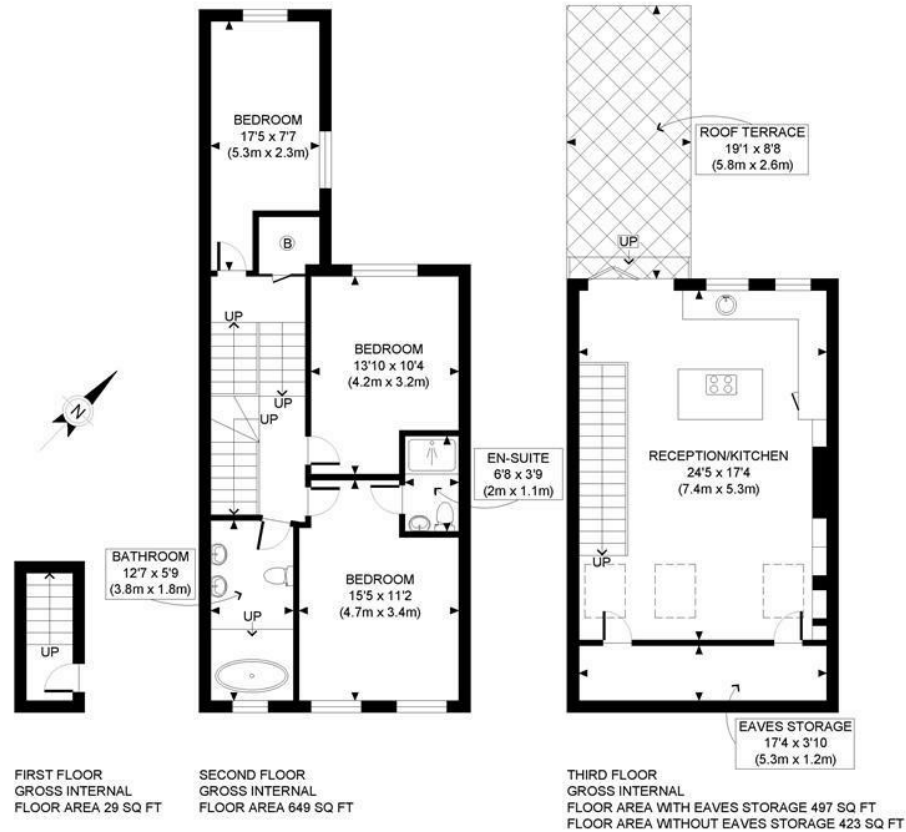 BEDROOM
17'5 x 7'7
(5.3m x 2.3m)
B
UP
UP
UP
BEDROOM
13'10 x 10'4
(4.2m x 3.2m)
N
EN-SUITE
6'8 x 3'9
(2m x 1.1m)
BATHROOM
12'7 x 5'9
(3.8m x 1.8m)
UP
BEDROOM
15'5 x 11'2
(4.7m x 3.4m)
UP
ROOF TERRACE
19'1 x 8'8
(5.8m x 2.6m)
UP
RECEPTION/KITCHEN
24'5 x 17'4
(7.4m x 5.3m)
UP
EAVES STORAGE
17'4 x 3'10
(5.3m x 1.2m)
FIRST FLOOR
GROSS INTERNAL
FLOOR AREA 29 SQ FT
SECOND FLOOR
GROSS INTERNAL
FLOOR AREA 649 SQ FT
THIRD FLOOR
GROSS INTERNAL
FLOOR AREA WITH EAVES STORAGE 497 SQ FT
FLOOR AREA WITHOUT EAVES STORAGE 423 SQ FT